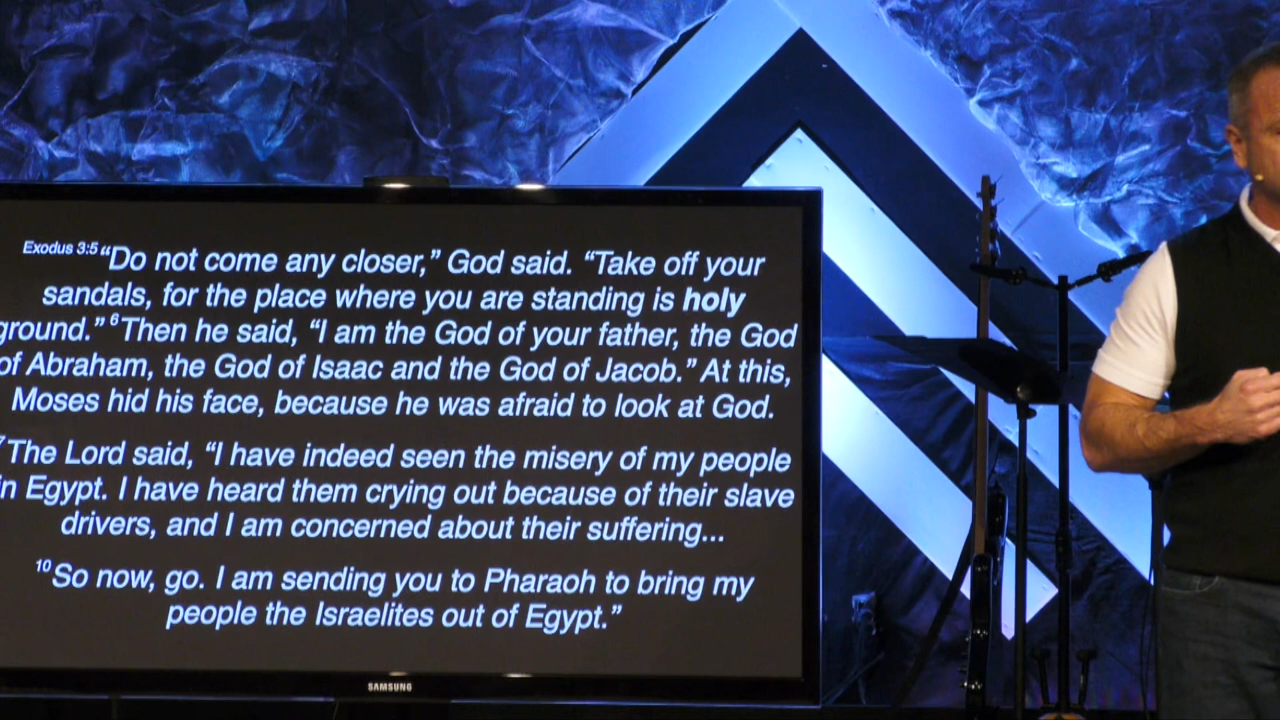 Exodus 3:5 “Do not come any closer,” God said. “Take off your
sandals, for the place where you are standing is holy
ground.” 6 Then he said, “I am the God of your father, the God
of Abraham, the God of Isaac and the God of Jacob.” At this,
Moses hid his face, because he was afraid to look at God.
7 The Lord said, “I have indeed seen the misery of my people
in Egypt. I have heard them crying out because of their slave
drivers, and I am concerned about their suffering...
10 So now, go. I am sending you to Pharaoh to bring my
people the Israelites out of Egypt.”
SAMSUNG